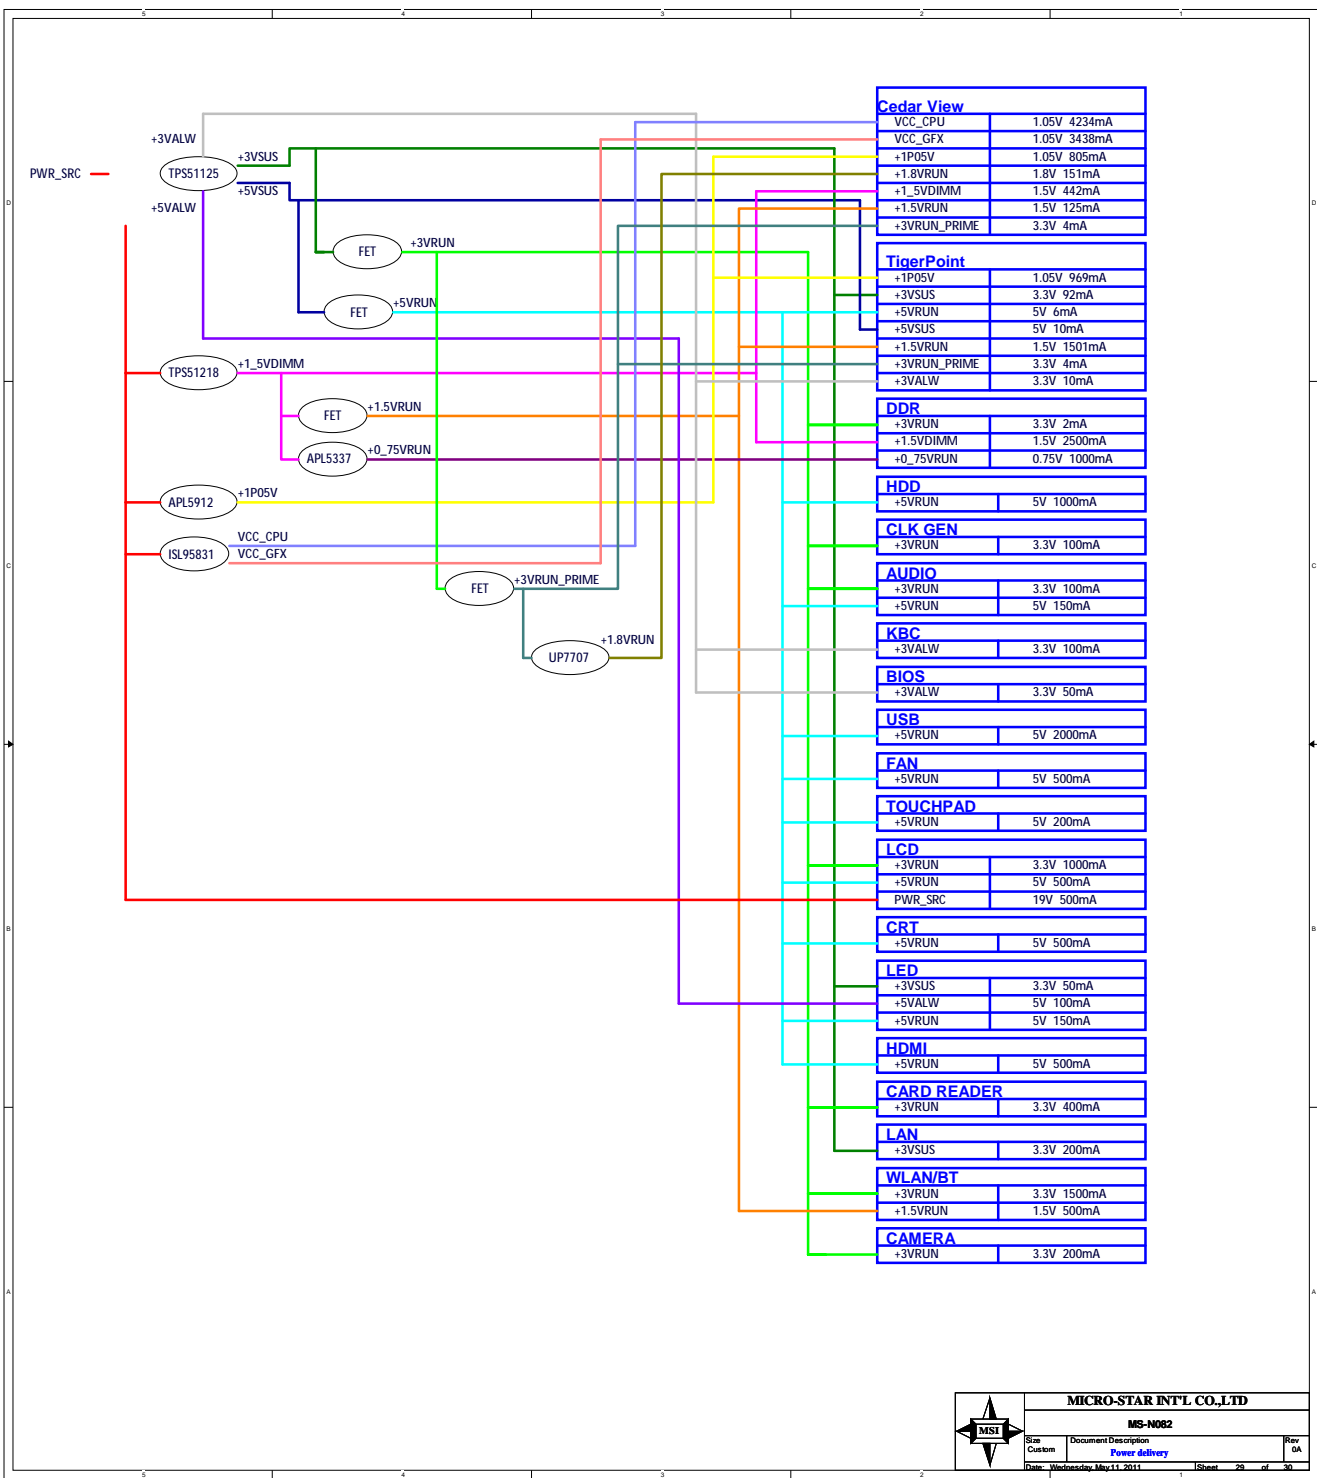 5 4 3 2 1
Cedar View
VCC_CPU 1.05V 4234mA
VCC_GFX 1.05V 3438mA
+1P05V 1.05V 805mA
+1.8VRUN 1.8V 151mA
+1_5VDIMM 1.5V 442mA
+1.5VRUN 1.5V 125mA
+3VRUN_PRIME 3.3V 4mA
+3VALW
+3VSUS
PWR_SRC
TPS51125
+5VSUS
+5VALW
D D
FET
+3VRUN
FET
+5VRUN
TigerPoint
+1P05V 1.05V 969mA
+3VSUS 3.3V 92mA
+5VRUN 5V 6mA
+5VSUS 5V 10mA
+1.5VRUN 1.5V 1501mA
+3VRUN_PRIME 3.3V 4mA
+3VALW 3.3V 10mA
TPS51218
+1_5VDIMM
FET
+1.5VRUN
APL5337
+0_75VRUN
DDR
+3VRUN 3.3V 2mA
+1.5VDIMM 1.5V 2500mA
+0_75VRUN 0.75V 1000mA
APL5912
+1P05V
HDD
+5VRUN 5V 1000mA
ISL95831
VCC_CPU
VCC_GFX
CLK GEN
+3VRUN 3.3V 100mA
C C
FET
+3VRUN_PRIME
AUDIO
+3VRUN 3.3V 100mA
+5VRUN 5V 150mA
UP7707
+1.8VRUN
KBC
+3VALW 3.3V 100mA
BIOS
+3VALW 3.3V 50mA
USB
+5VRUN 5V 2000mA
FAN
+5VRUN 5V 500mA
TOUCHPAD
+5VRUN 5V 200mA
LCD
+3VRUN 3.3V 1000mA
+5VRUN 5V 500mA
PWR_SRC 19V 500mA
B B
CRT
+5VRUN 5V 500mA
LED
+3VSUS 3.3V 50mA
+5VALW 5V 100mA
+5VRUN 5V 150mA
HDMI
+5VRUN 5V 500mA
CARD READER
+3VRUN 3.3V 400mA
LAN
+3VSUS 3.3V 200mA
WLAN/BT
+3VRUN 3.3V 1500mA
+1.5VRUN 1.5V 500mA
CAMERA
+3VRUN 3.3V 200mA
A A
MSI
MICRO-STAR INT'L CO.,LTD
MS-N082
Size Document Description Rev
Custom Power delivery 0A
Date: Wednesday, May 11, 2011 Sheet 29 of 30
5 4 3 2 1